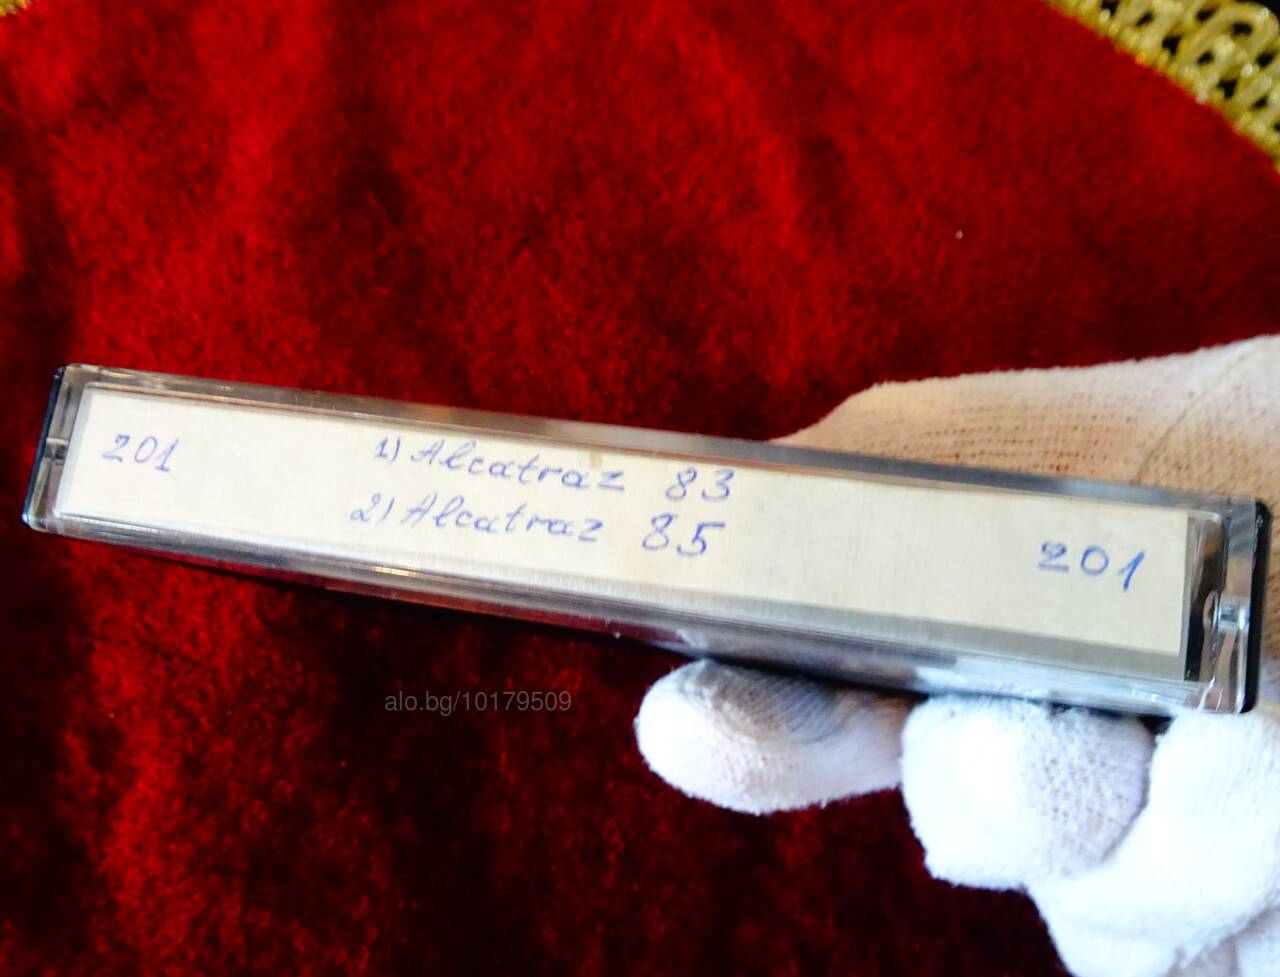 201
1) Alcatraz 83
2) Alcatraz 85
201
alo.bg/10179509